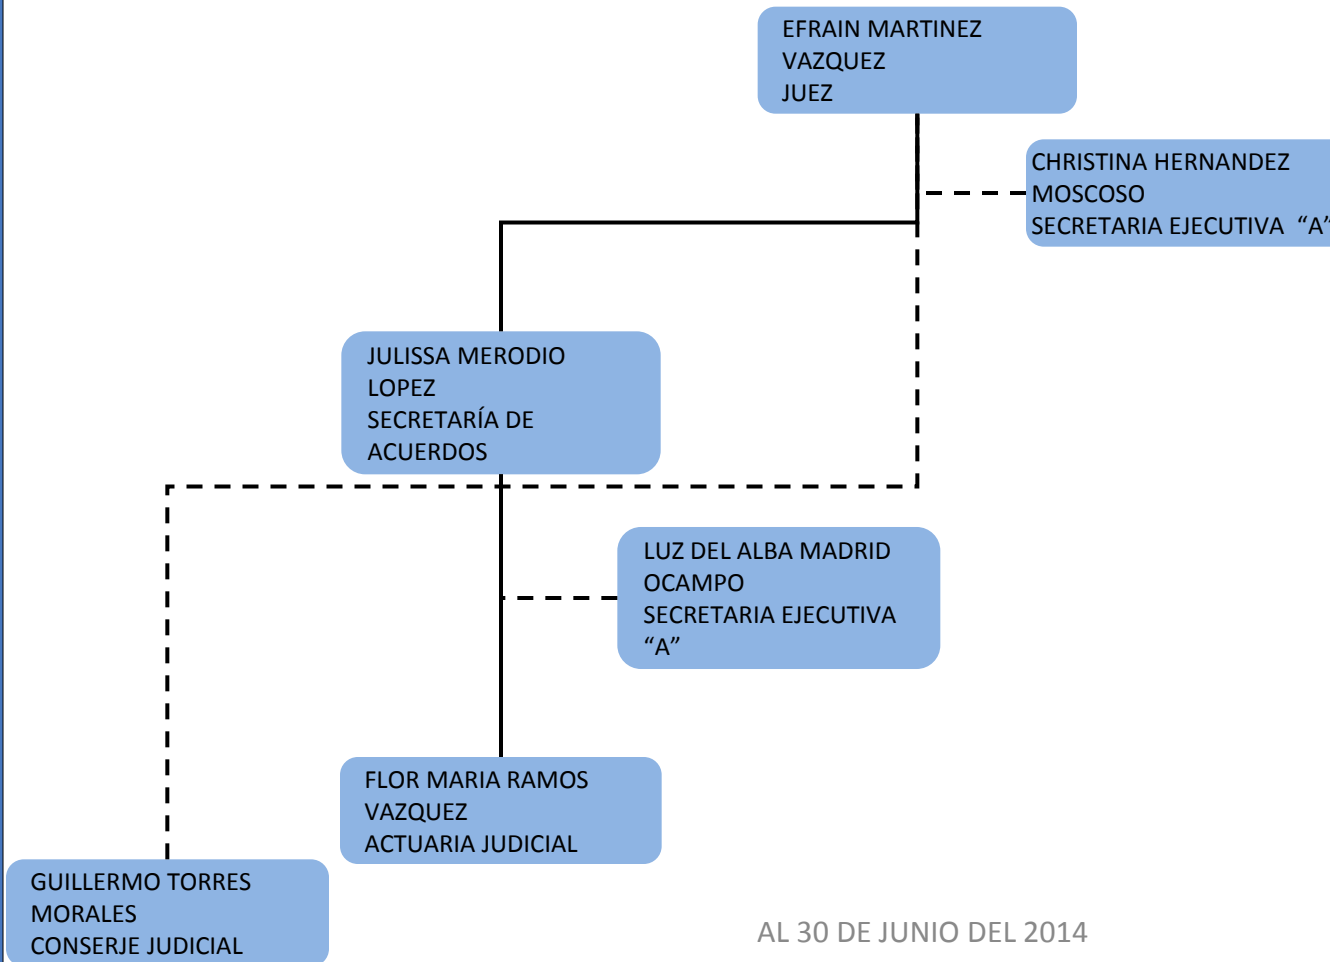 EFRAIN MARTINEZ
VAZQUEZ
JUEZ
CHRISTINA HERNANDEZ
MOSCOSO
SECRETARIA EJECUTIVA “A”
JULISSA MERODIO
LOPEZ
SECRETARÍA DE
ACUERDOS
LUZ DEL ALBA MADRID
OCAMPO
SECRETARIA EJECUTIVA
“A”
FLOR MARIA RAMOS
VAZQUEZ
ACTUARIA JUDICIAL
GUILLERMO TORRES
MORALES
CONSERJE JUDICIAL
AL 30 DE JUNIO DEL 2014